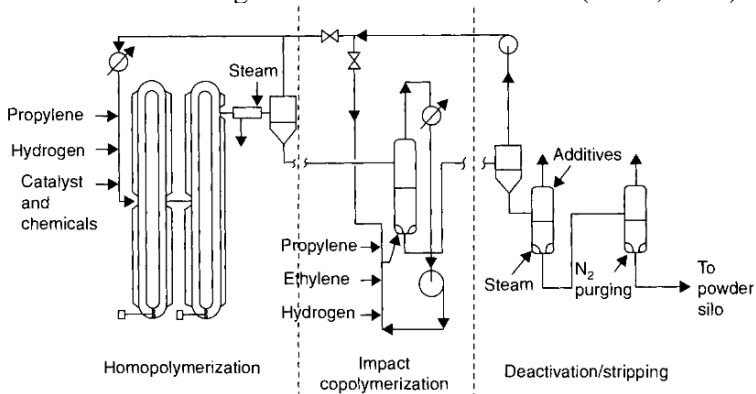 Steam
Propylene
Hydrogen
Catalyst
and
chemicals
Additives
Propylene
Ethylene
Hydrogen
Steam
N2
purging
To
powder
silo
Homopolymerization
Impact
copolymerization
Deactivation/stripping